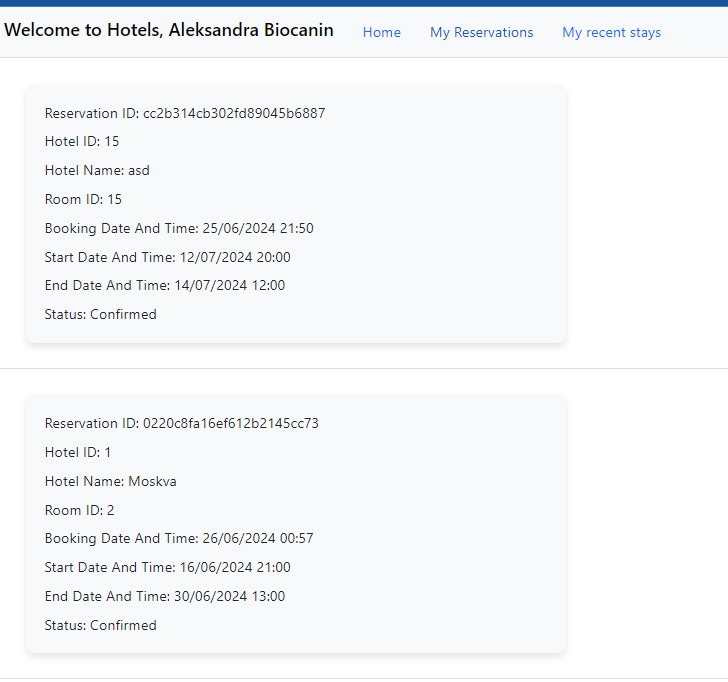 Welcome to Hotels, Aleksandra Biocanin Home My Reservations My recent stays
Reservation ID: cc2b314cb302fd89045b6887
Hotel ID: 15
Hotel Name: asd
Room ID: 15
Booking Date And Time: 25/06/2024 21:50
Start Date And Time: 12/07/2024 20:00
End Date And Time: 14/07/2024 12:00
Status: Confirmed
Reservation ID: 0220c8fa16ef612b2145cc73
Hotel ID: 1
Hotel Name: Moskva
Room ID: 2
Booking Date And Time: 26/06/2024 00:57
Start Date And Time: 16/06/2024 21:00
End Date And Time: 30/06/2024 13:00
Status: Confirmed